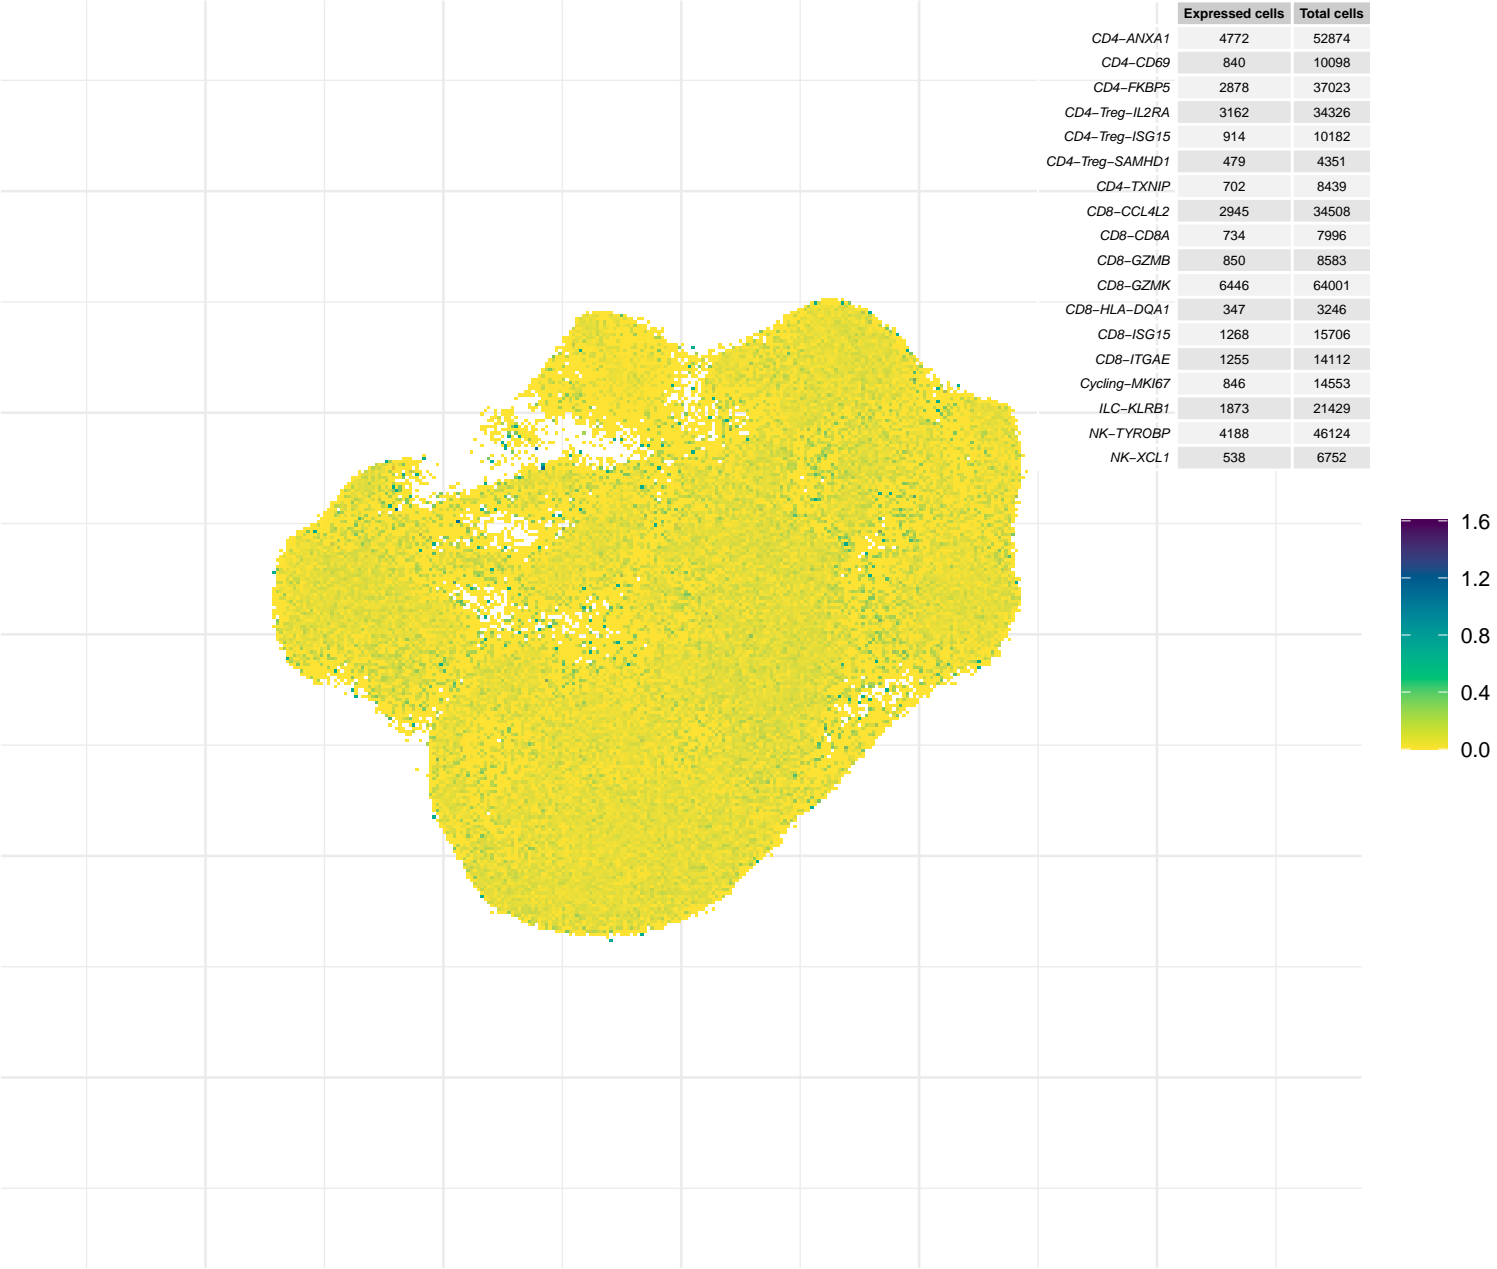 Expressed cells Total cells
CD4−ANXA1 4772 52874
CD4−CD69 840 10098
CD4−FKBP5 2878 37023
CD4−Treg−IL2RA 3162 34326
CD4−Treg−ISG15 914 10182
CD4−Treg−SAMHD1 479 4351
CD4−TXNIP 702 8439
CD8−CCL4L2 2945 34508
CD8−CD8A 734 7996
CD8−GZMB 850 8583
CD8−GZMK 6446 64001
CD8−HLA−DQA1 347 3246
CD8−ISG15 1268 15706
CD8−ITGAE 1255 14112
Cycling−MKI67 846 14553
ILC−KLRB1 1873 21429
NK−TYROBP 4188 46124
NK−XCL1 538 6752
1.6
1.2
0.8
0.4
0.0